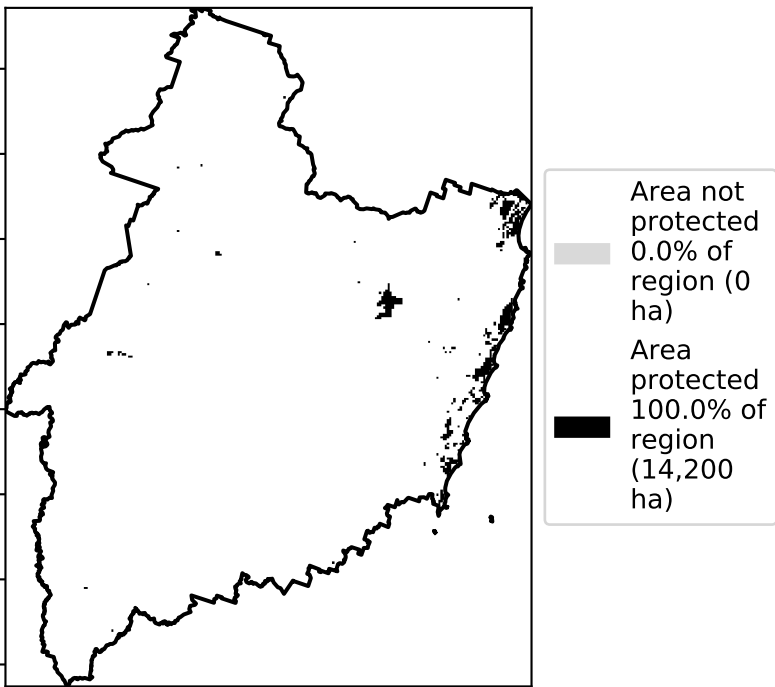 Area not
protected
0.0% of
region (0
ha)
Area
protected
100.0% of
region
(14,200
ha)